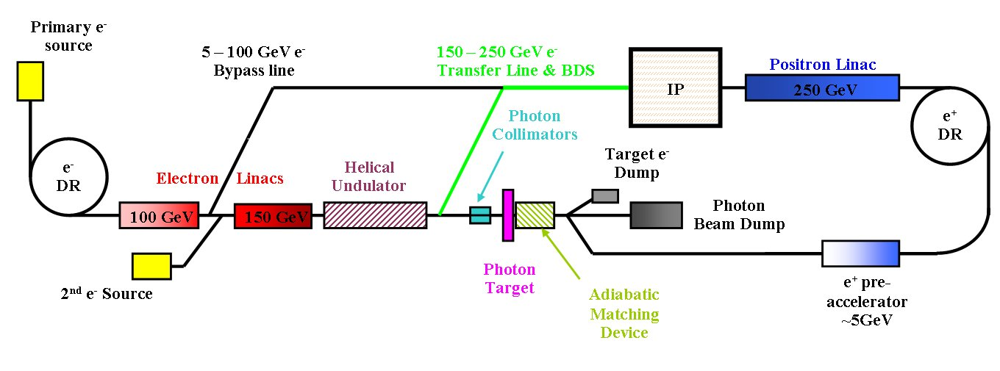 Primary e⁻
source
5 – 100 GeV e⁻
Bypass line
150 – 250 GeV e⁻
Transfer Line & BDS
IP
Positron Linac
250 GeV
e⁺
DR
Photon
Collimators
Target e⁻
Dump
e⁻
DR
Electron Linacs
Helical
Undulator
100 GeV
150 GeV
Photon
Beam Dump
2ⁿᵈ e⁻ Source
Photon
Target
Adiabatic
Matching
Device
e⁺ pre-
accelerator
~5GeV